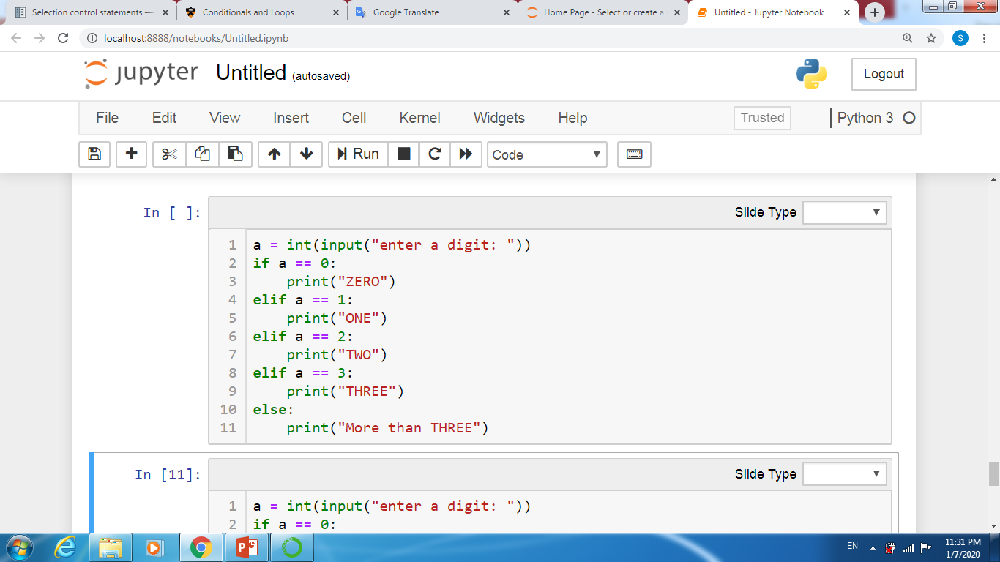 Selection control statements —
Conditionals and Loops
Google Translate
Home Page - Select or create a
Untitled - Jupyter Notebook
localhost:8888/notebooks/Untitled.ipynb
S
jupyter Untitled (autosaved)
Logout
File Edit View Insert Cell Kernel Widgets Help Trusted Python 3
Run Code
In [ ]: Slide Type
1 a = int(input("enter a digit: "))
2 if a == 0:
3     print("ZERO")
4 elif a == 1:
5     print("ONE")
6 elif a == 2:
7     print("TWO")
8 elif a == 3:
9     print("THREE")
10 else:
11     print("More than THREE")
In [11]: Slide Type
1 a = int(input("enter a digit: "))
2 if a == 0:
EN 11:31 PM
1/7/2020